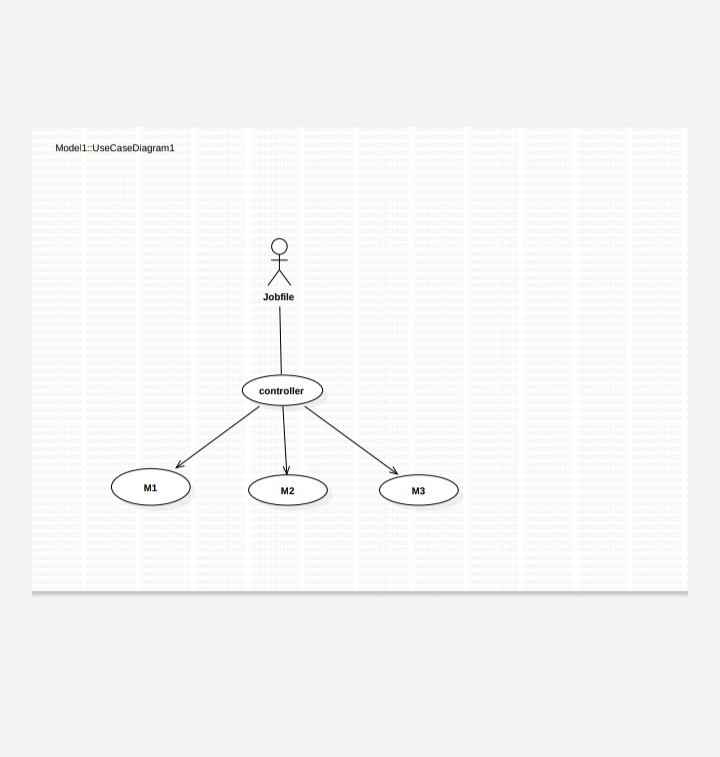 Model1::UseCaseDiagram1
Jobfile
controller
M1
M2
M3